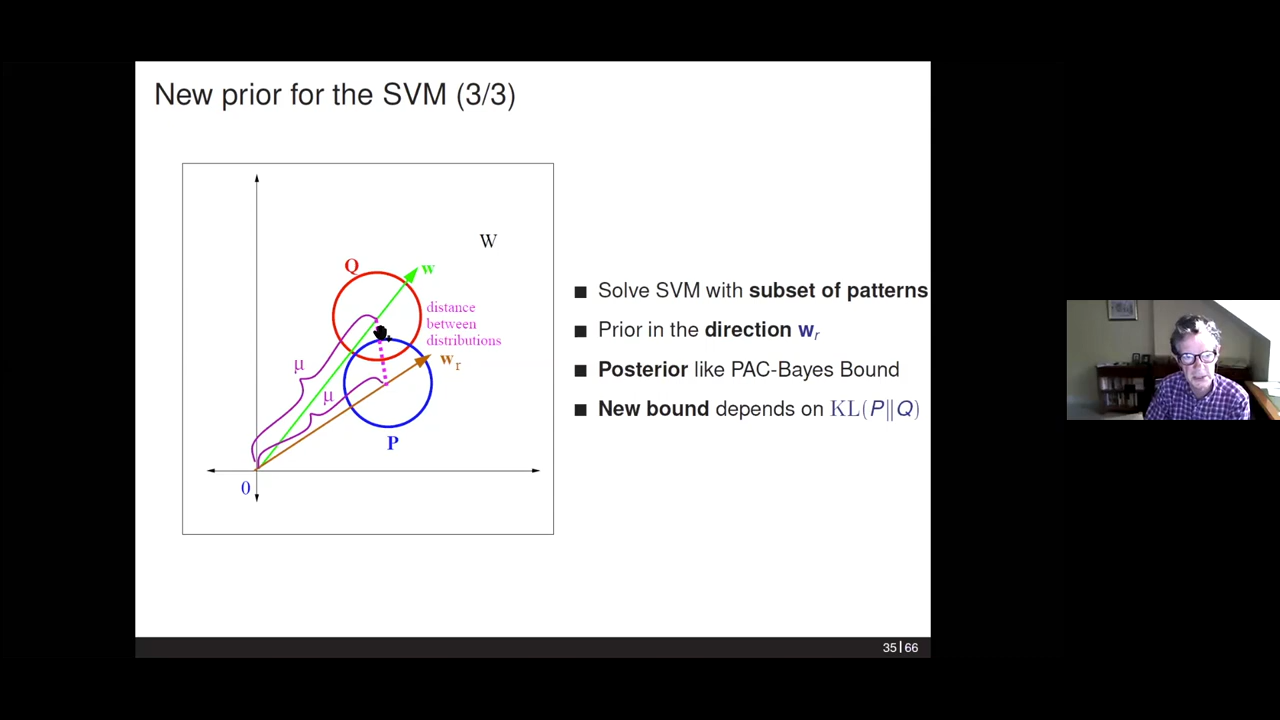 New prior for the SVM (3/3)
W
Q
w
distance
between
distributions
w r
μ
μ
P
0
■ Solve SVM with subset of patterns
■ Prior in the direction w r
■ Posterior like PAC-Bayes Bound
■ New bound depends on KL(P‖Q)
35|66